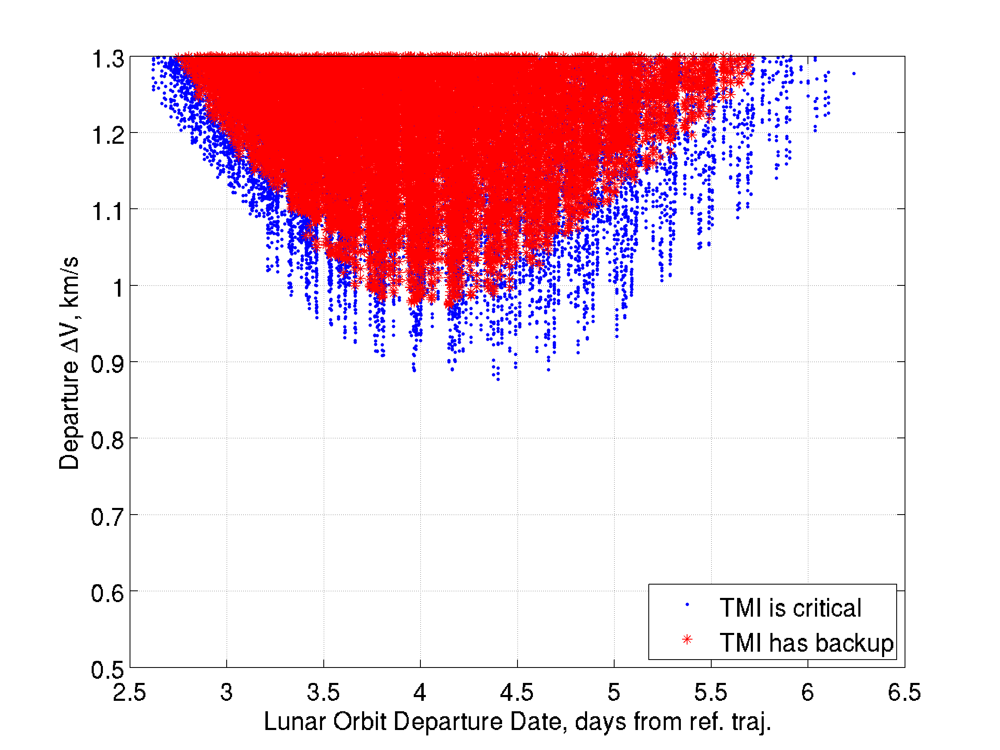 1.3
1.2
1.1
1
0.9
0.8
0.7
0.6
0.5
Departure ΔV, km/s
2.5 3 3.5 4 4.5 5 5.5 6 6.5
Lunar Orbit Departure Date, days from ref. traj.
TMI is critical
TMI has backup